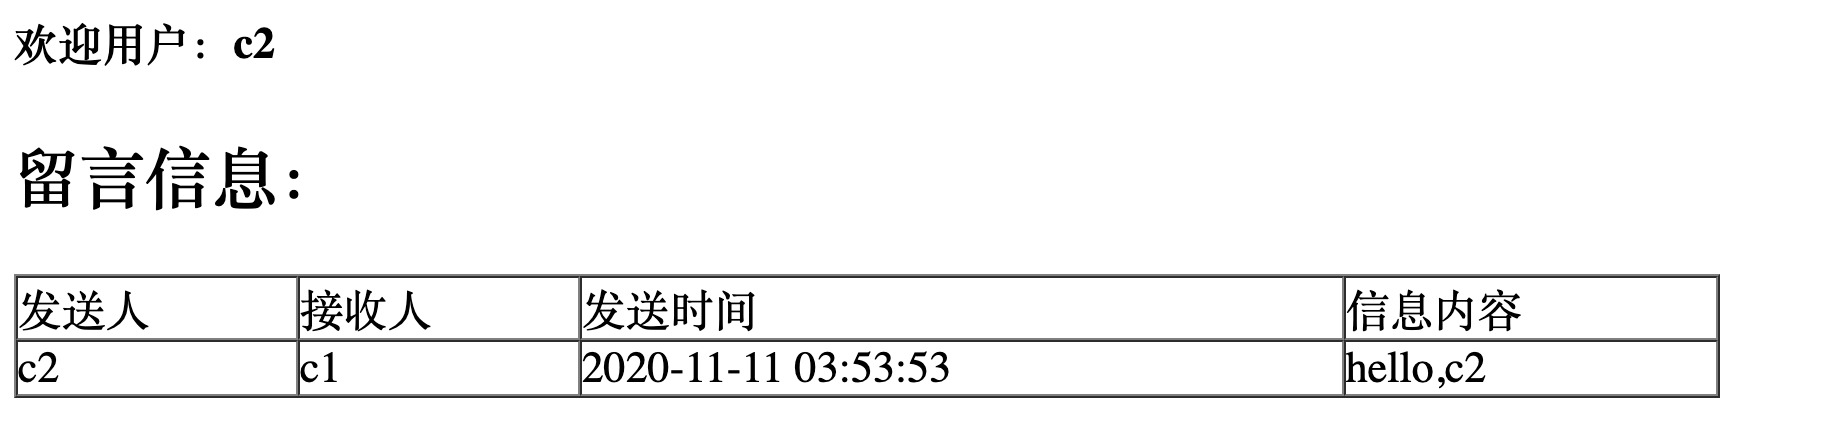 欢迎用户：c2
留言信息：
发送人 接收人 发送时间 信息内容
c2 c1 2020-11-11 03:53:53 hello,c2